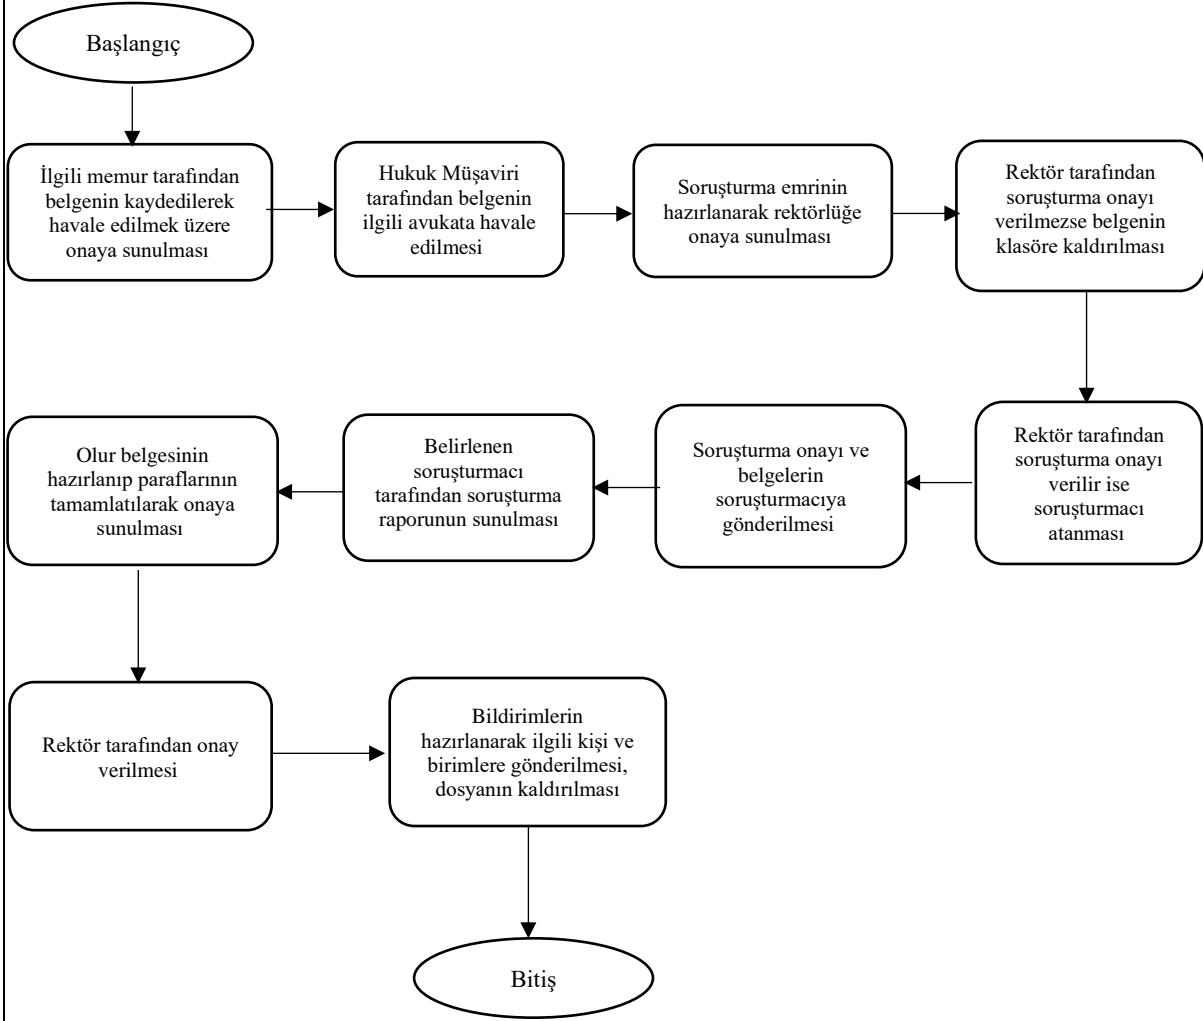 Başlangıç
İlgili memur tarafından
belgenin kaydedilerek
havale edilmek üzere
onaya sunulması
Hukuk Müşaviri
tarafından belgenin
ilgili avukata havale
edilmesi
Soruşturma emrinin
hazırlanarak rektörlüğe
onaya sunulması
Rektör tarafından
soruşturma onayı
verilmezse belgenin
klasöre kaldırılması
Rektör tarafından
soruşturma onayı
verilir ise
soruşturmacı
atanması
Soruşturma onayı ve
belgelerin
soruşturmacıya
gönderilmesi
Belirlenen
soruşturmacı
tarafından soruşturma
raporunun sunulması
Olur belgesinin
hazırlanıp paraflarının
tamamlatılarak onaya
sunulması
Rektör tarafından onay
verilmesi
Bildirimlerin
hazırlanarak ilgili kişi ve
birimlere gönderilmesi,
dosyanın kaldırılması
Bitiş